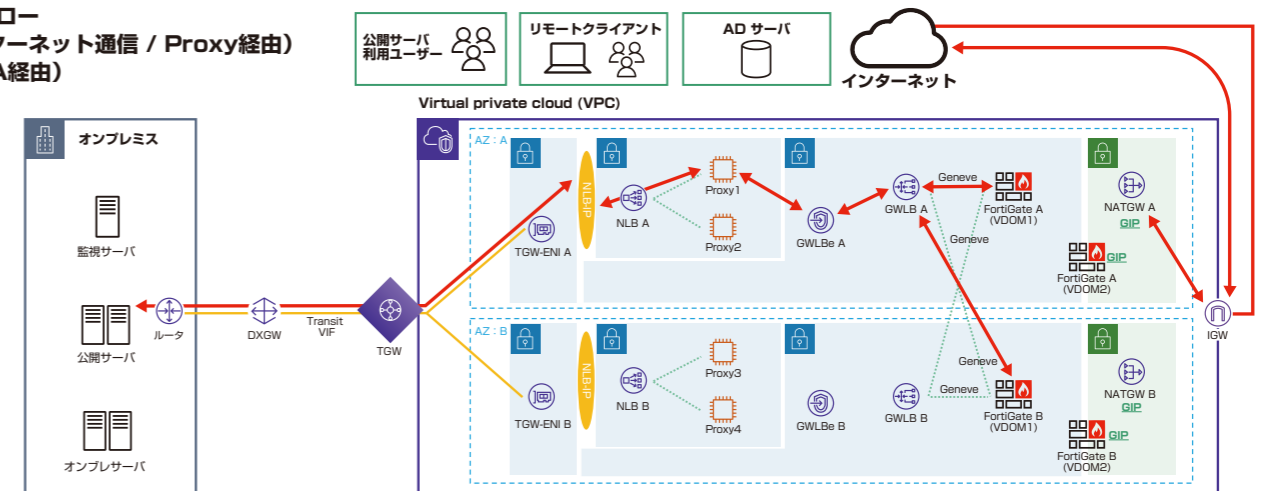 ロー
ターネット通信 / Proxy経由）
A経由）
公開サーバ
利用ユーザー
リモートクライアント
AD サーバ
インターネット
Virtual private cloud (VPC)
オンプレミス
監視サーバ
公開サーバ
オンプレサーバ
ルータ
DXGW
Transit
VIF
TGW
AZ：A
TGW-ENI A
NLB-IP
NLB A
Proxy1
Proxy2
GWLBe A
GWLB A
Geneve
Geneve
FortiGate A
(VDOM1)
NATGW A
GIP
GIP
FortiGate A
(VDOM2)
IGW
AZ：B
TGW-ENI B
NLB-IP
NLB B
Proxy3
Proxy4
GWLBe B
GWLB B
Geneve
Geneve
FortiGate B
(VDOM1)
NATGW B
GIP
GIP
FortiGate B
(VDOM2)